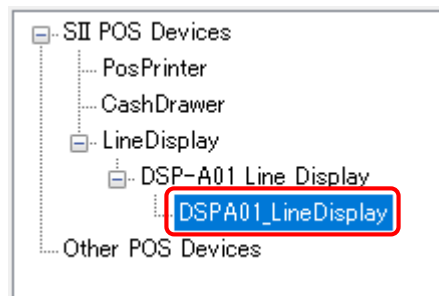 SII POS Devices
PosPrinter
CashDrawer
LineDisplay
DSP-A01 Line Display
DSPA01_LineDisplay
Other POS Devices